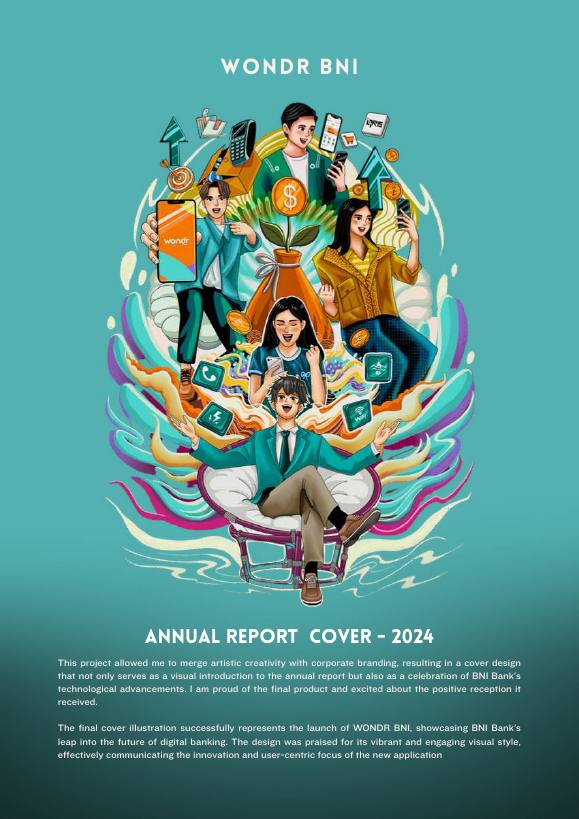 WONDR BNI
QRIS
$
wondr
ANNUAL REPORT COVER - 2024
This project allowed me to merge artistic creativity with corporate branding, resulting in a cover design
that not only serves as a visual introduction to the annual report but also as a celebration of BNI Bank's
technological advancements. I am proud of the final product and excited about the positive reception it
received.
The final cover illustration successfully represents the launch of WONDR BNI, showcasing BNI Bank's
leap into the future of digital banking. The design was praised for its vibrant and engaging visual style,
effectively communicating the innovation and user-centric focus of the new application